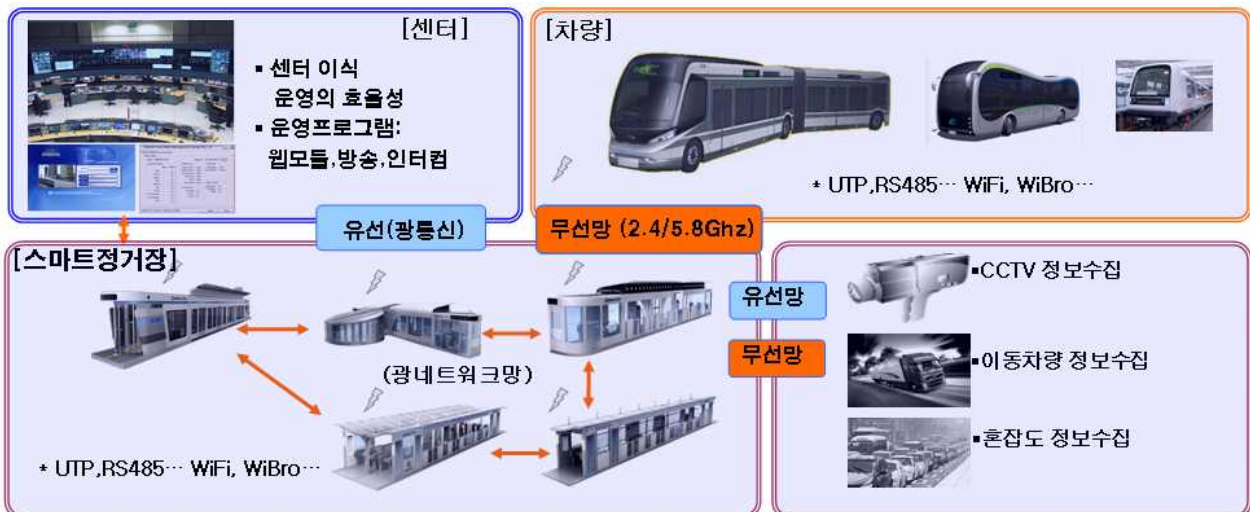 [센터]
▪ 센터 이식
운영의 효율성
▪ 운영프로그램:
웹모듈,방송,인터컴
[차량]
* UTP,RS485… WiFi, WiBro…
유선(광통신)
무선망 (2.4/5.8Ghz)
[스마트정거장]
(광네트워크망)
* UTP,RS485… WiFi, WiBro…
유선망
무선망
▪CCTV 정보수집
▪이동차량 정보수집
▪혼잡도 정보수집